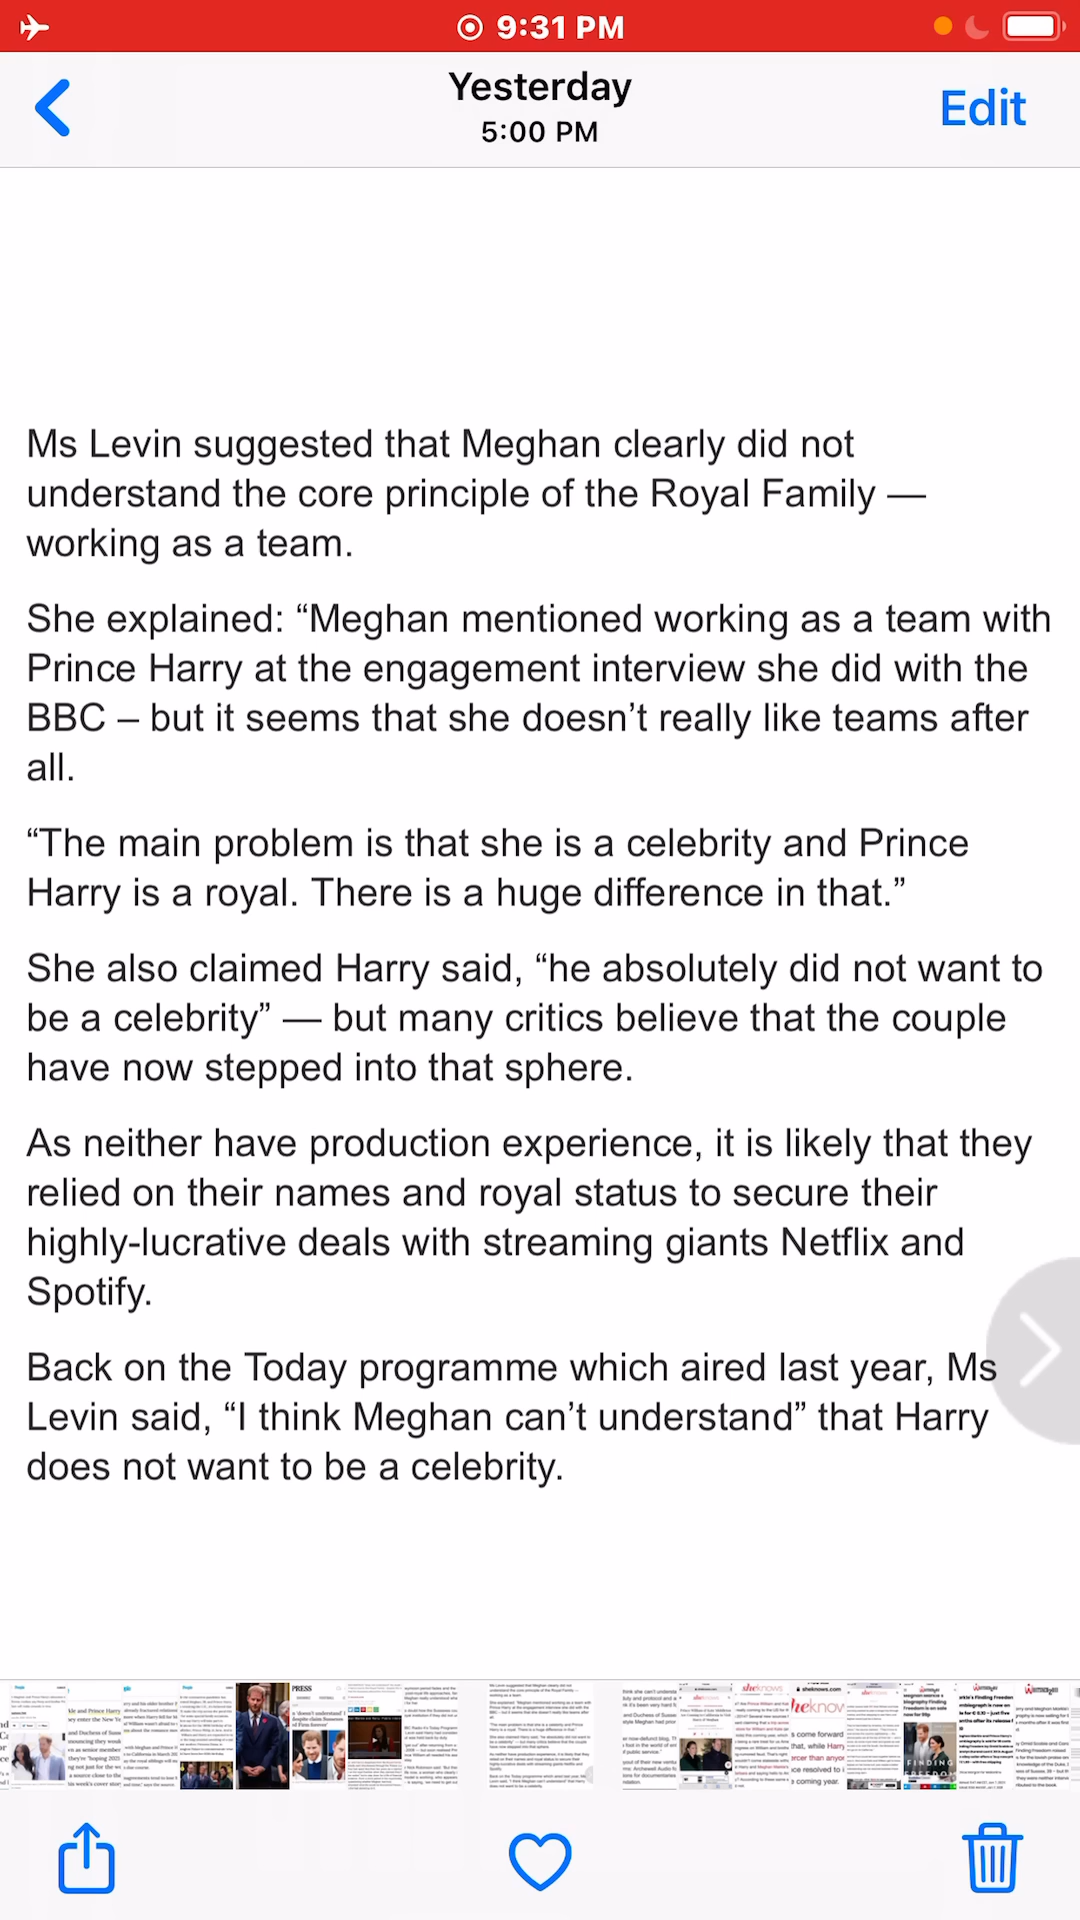 9:31 PM
Yesterday
5:00 PM
Edit
Ms Levin suggested that Meghan clearly did not
understand the core principle of the Royal Family —
working as a team.
She explained: “Meghan mentioned working as a team with
Prince Harry at the engagement interview she did with the
BBC – but it seems that she doesn’t really like teams after
all.
“The main problem is that she is a celebrity and Prince
Harry is a royal. There is a huge difference in that.”
She also claimed Harry said, “he absolutely did not want to
be a celebrity” — but many critics believe that the couple
have now stepped into that sphere.
As neither have production experience, it is likely that they
relied on their names and royal status to secure their
highly-lucrative deals with streaming giants Netflix and
Spotify.
Back on the Today programme which aired last year, Ms
Levin said, “I think Meghan can’t understand” that Harry
does not want to be a celebrity.
PRESS
sheknows
sheknows.com
heknow
FINDING